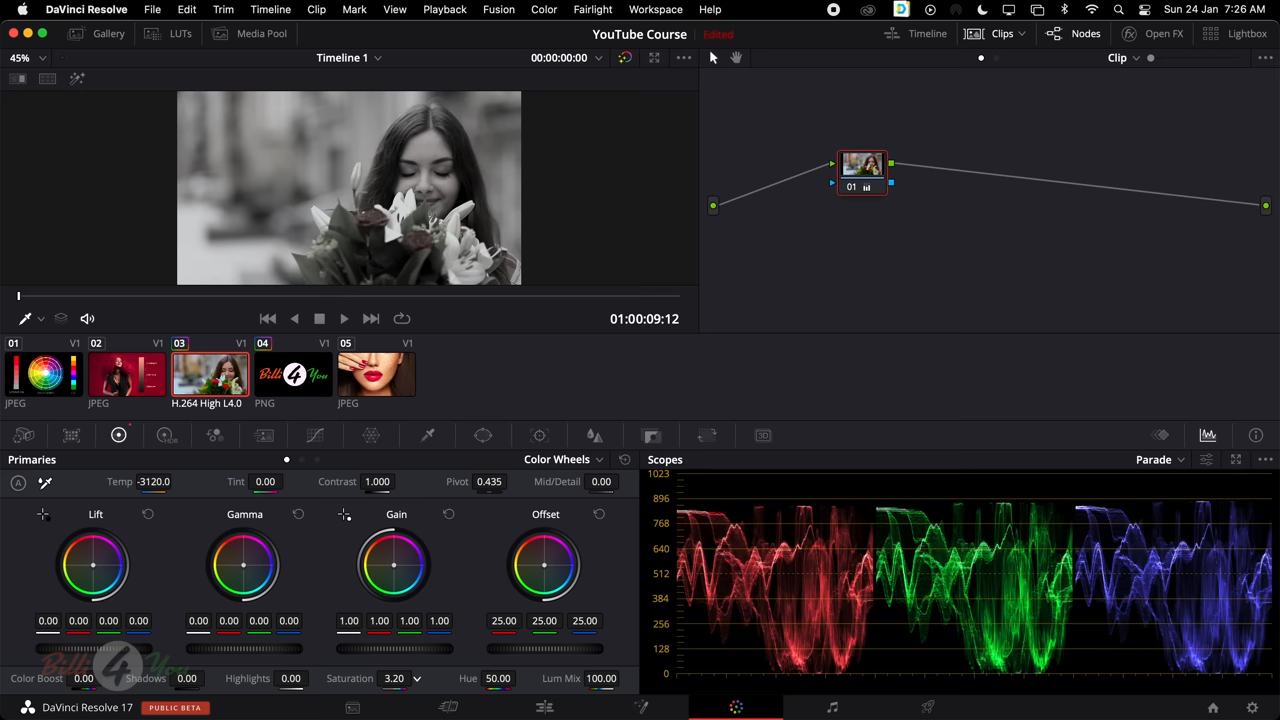 DaVinci Resolve File Edit Trim Timeline Clip Mark View Playback Fusion Color Fairlight Workspace Help Sun 24 Jan 7:26 AM
Gallery LUTs Media Pool YouTube Course Edited Timeline Clips Nodes Open FX Lightbox
45% Timeline 1 00:00:00:00 Clip
01
01:00:09:12
01 V1 02 V1 03 V1 04 V1 05 V1
Billi 4 You
JPEG JPEG H.264 High L4.0 PNG JPEG
HDR 3D
Primaries Color Wheels Scopes Parade
A Temp -3120.0 Tint 0.00 Contrast 1.000 Pivot 0.435 Mid/Detail 0.00
Lift Gamma Gain Offset
0.00 0.00 0.00 0.00 0.00 0.00 0.00 0.00 1.00 1.00 1.00 1.00 25.00 25.00 25.00
1023
896
768
640
512
384
256
128
0
Billi 4 You
Color Boost 0.00 Shadows 0.00 Highlights 0.00 Saturation 3.20 Hue 50.00 Lum Mix 100.00
DaVinci Resolve 17 PUBLIC BETA